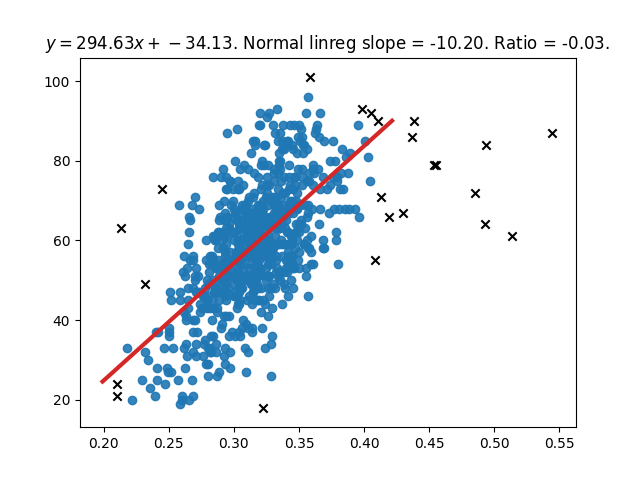 y = 294.63x + −34.13. Normal linreg slope = -10.20. Ratio = -0.03.
100
80
60
40
20
0.20 0.25 0.30 0.35 0.40 0.45 0.50 0.55